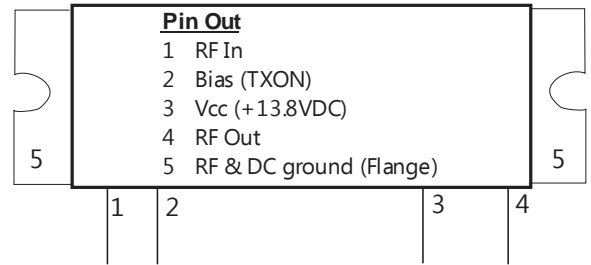 Pin Out
1 RF In
2 Bias (TXON)
3 Vcc (+13.8VDC)
4 RF Out
5 RF & DC ground (Flange)
5 5
1 2 3 4